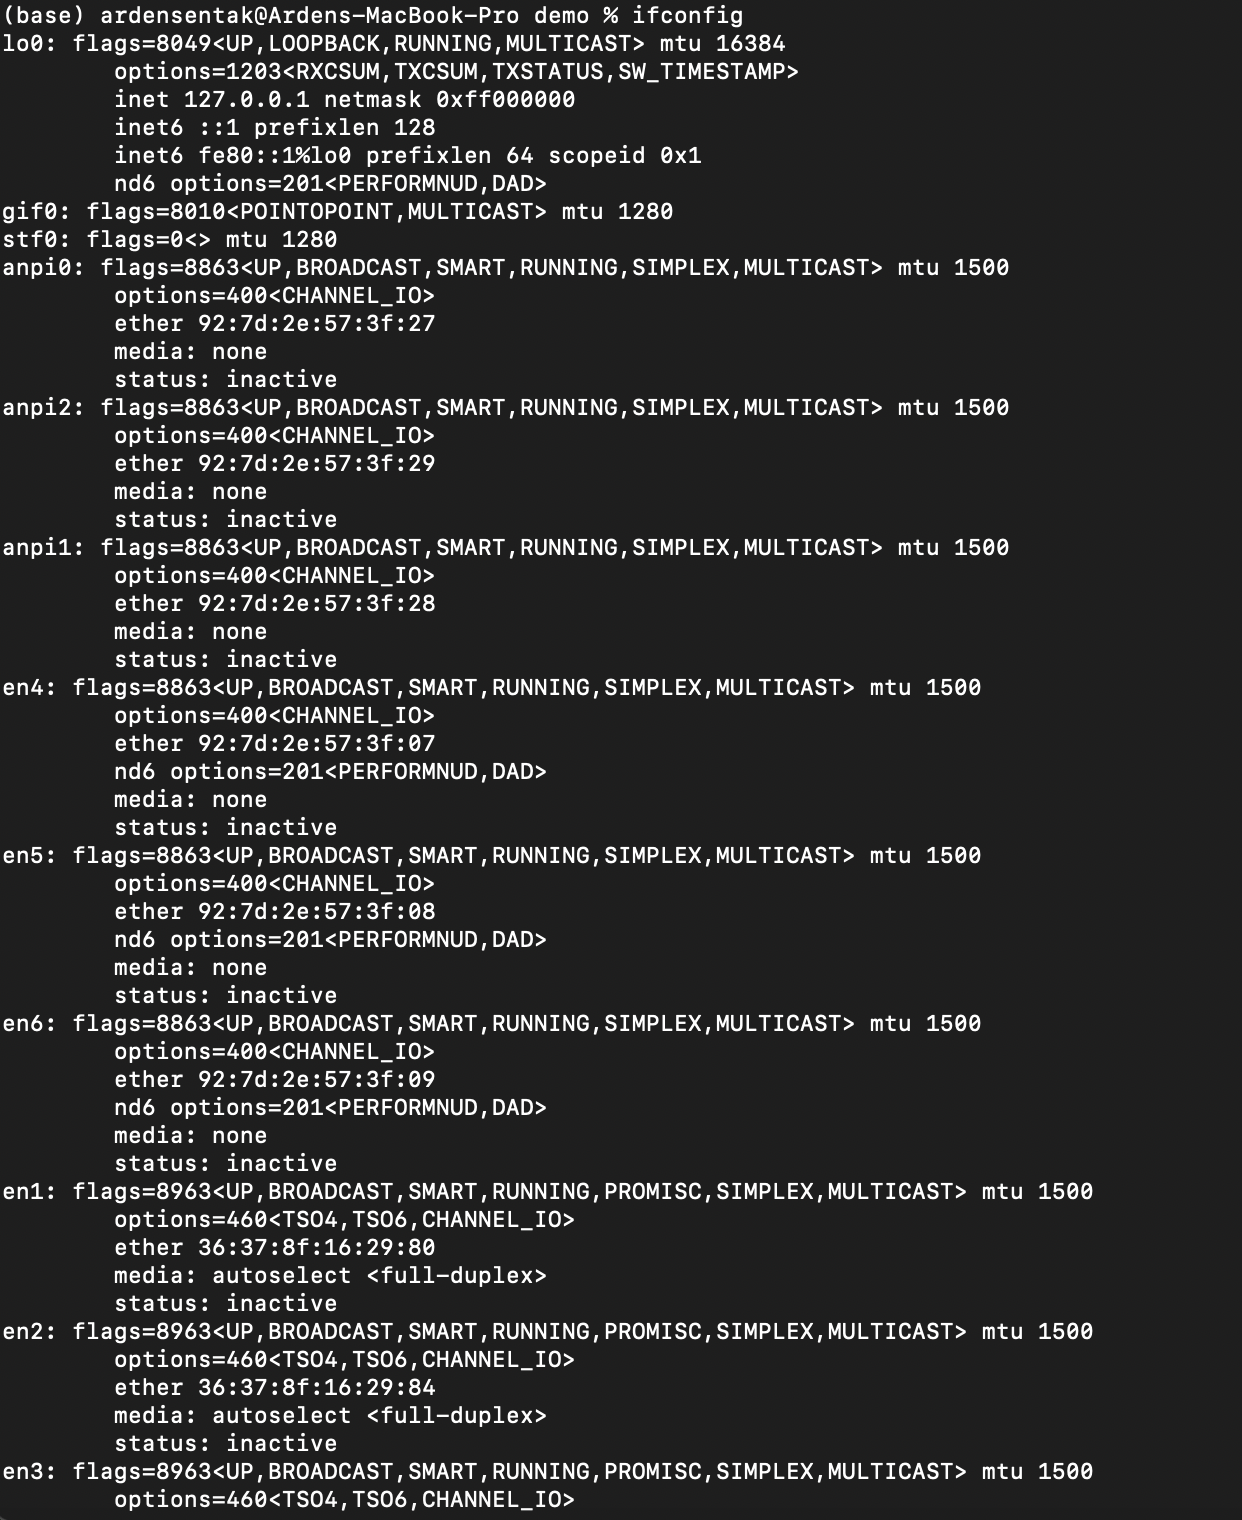 (base) ardensentak@Ardens-MacBook-Pro demo % ifconfig
lo0: flags=8049<UP,LOOPBACK,RUNNING,MULTICAST> mtu 16384
        options=1203<RXCSUM,TXCSUM,TXSTATUS,SW_TIMESTAMP>
        inet 127.0.0.1 netmask 0xff000000
        inet6 ::1 prefixlen 128
        inet6 fe80::1%lo0 prefixlen 64 scopeid 0x1
        nd6 options=201<PERFORMNUD,DAD>
gif0: flags=8010<POINTOPOINT,MULTICAST> mtu 1280
stf0: flags=0<> mtu 1280
anpi0: flags=8863<UP,BROADCAST,SMART,RUNNING,SIMPLEX,MULTICAST> mtu 1500
        options=400<CHANNEL_IO>
        ether 92:7d:2e:57:3f:27
        media: none
        status: inactive
anpi2: flags=8863<UP,BROADCAST,SMART,RUNNING,SIMPLEX,MULTICAST> mtu 1500
        options=400<CHANNEL_IO>
        ether 92:7d:2e:57:3f:29
        media: none
        status: inactive
anpi1: flags=8863<UP,BROADCAST,SMART,RUNNING,SIMPLEX,MULTICAST> mtu 1500
        options=400<CHANNEL_IO>
        ether 92:7d:2e:57:3f:28
        media: none
        status: inactive
en4: flags=8863<UP,BROADCAST,SMART,RUNNING,SIMPLEX,MULTICAST> mtu 1500
        options=400<CHANNEL_IO>
        ether 92:7d:2e:57:3f:07
        nd6 options=201<PERFORMNUD,DAD>
        media: none
        status: inactive
en5: flags=8863<UP,BROADCAST,SMART,RUNNING,SIMPLEX,MULTICAST> mtu 1500
        options=400<CHANNEL_IO>
        ether 92:7d:2e:57:3f:08
        nd6 options=201<PERFORMNUD,DAD>
        media: none
        status: inactive
en6: flags=8863<UP,BROADCAST,SMART,RUNNING,SIMPLEX,MULTICAST> mtu 1500
        options=400<CHANNEL_IO>
        ether 92:7d:2e:57:3f:09
        nd6 options=201<PERFORMNUD,DAD>
        media: none
        status: inactive
en1: flags=8963<UP,BROADCAST,SMART,RUNNING,PROMISC,SIMPLEX,MULTICAST> mtu 1500
        options=460<TSO4,TSO6,CHANNEL_IO>
        ether 36:37:8f:16:29:80
        media: autoselect <full-duplex>
        status: inactive
en2: flags=8963<UP,BROADCAST,SMART,RUNNING,PROMISC,SIMPLEX,MULTICAST> mtu 1500
        options=460<TSO4,TSO6,CHANNEL_IO>
        ether 36:37:8f:16:29:84
        media: autoselect <full-duplex>
        status: inactive
en3: flags=8963<UP,BROADCAST,SMART,RUNNING,PROMISC,SIMPLEX,MULTICAST> mtu 1500
        options=460<TSO4,TSO6,CHANNEL_IO>